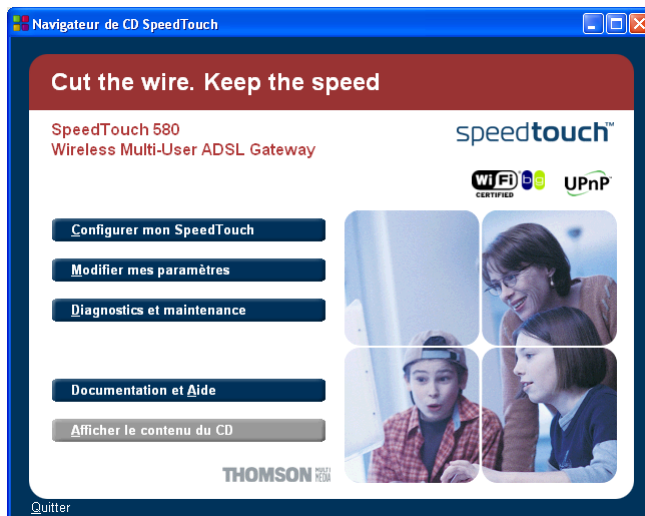 Navigateur de CD SpeedTouch
Cut the wire. Keep the speed
SpeedTouch 580
Wireless Multi-User ADSL Gateway
speedtouch™
Wi Fi b g
CERTIFIED
UPnP
Configurer mon SpeedTouch
Modifier mes paramètres
Diagnostics et maintenance
Documentation et Aide
Afficher le contenu du CD
THOMSON MULTI MEDIA
Quitter